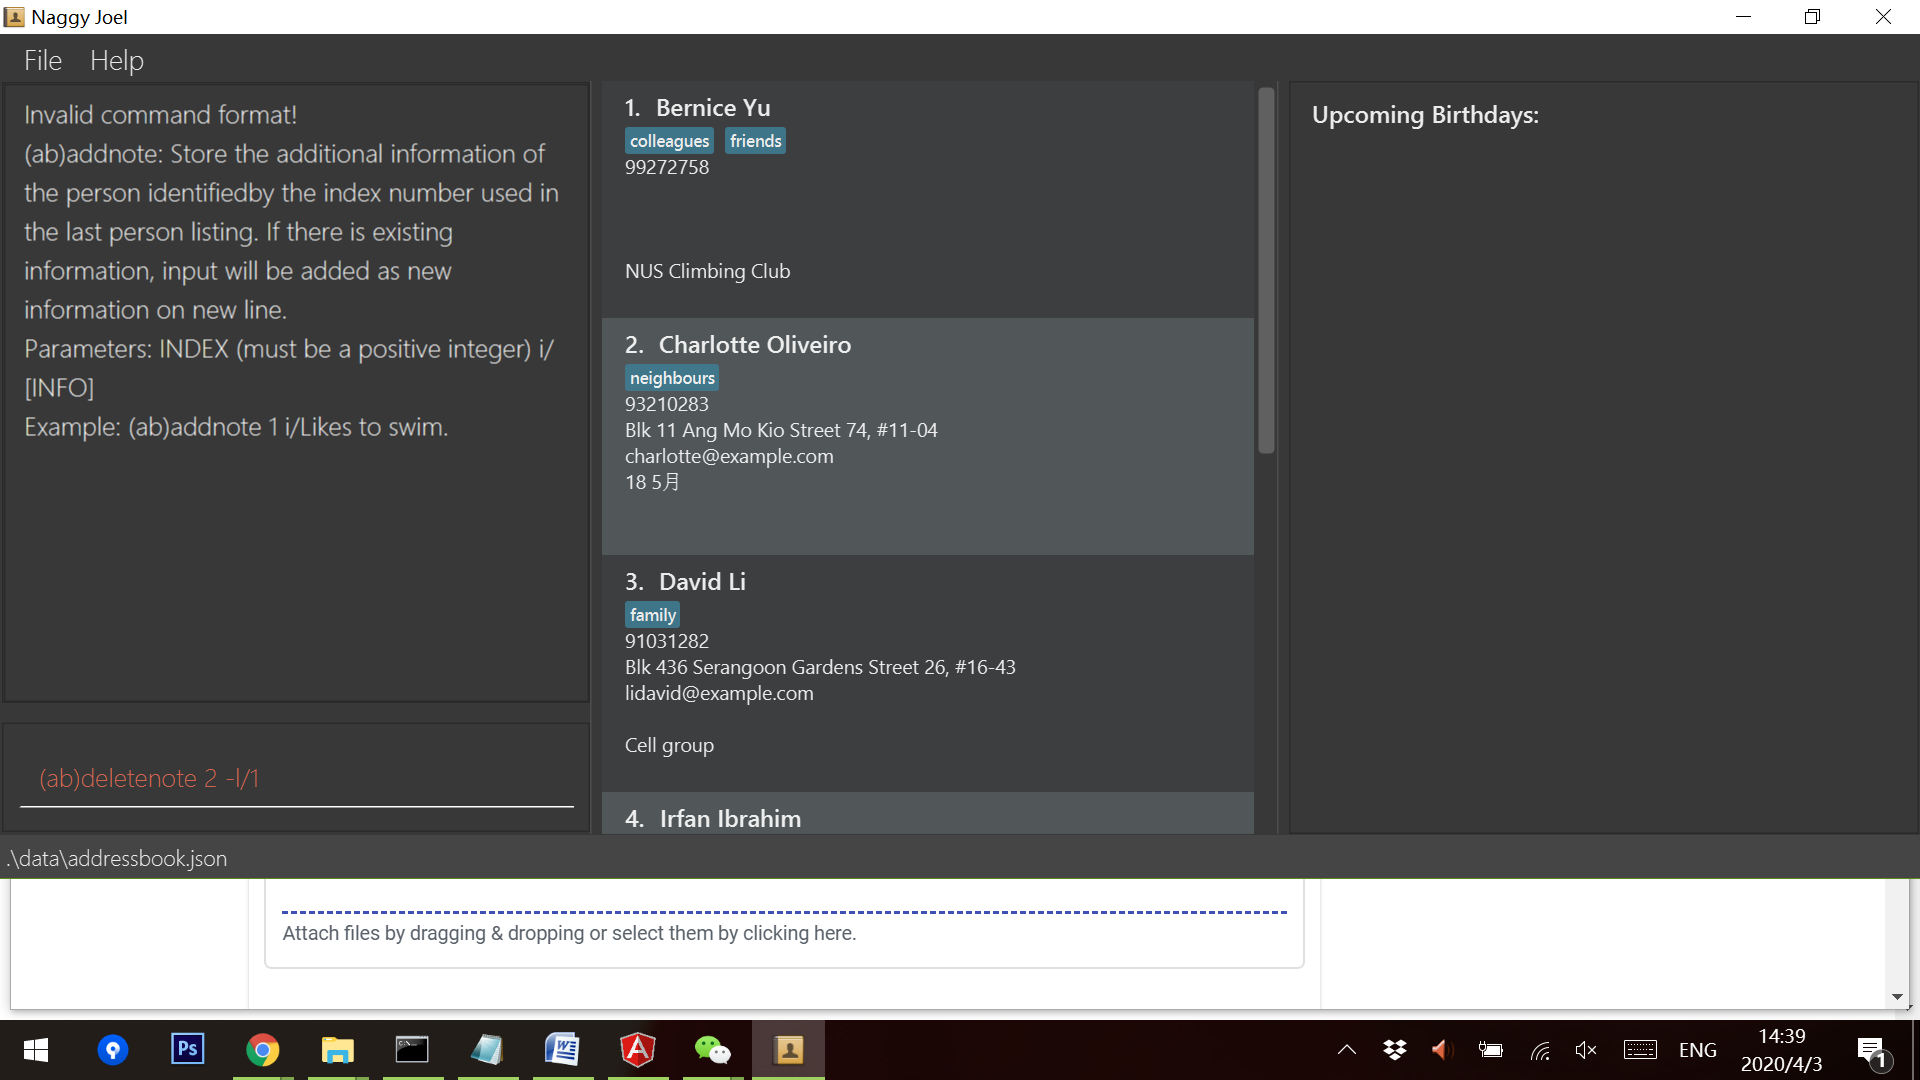 Naggy Joel
File Help
Invalid command format!
(ab)addnote: Store the additional information of
the person identifiedby the index number used in
the last person listing. If there is existing
information, input will be added as new
information on new line.
Parameters: INDEX (must be a positive integer) i/
[INFO]
Example: (ab)addnote 1 i/Likes to swim.
(ab)deletenote 2 -l/1
1. Bernice Yu
colleagues friends
99272758
NUS Climbing Club
2. Charlotte Oliveiro
neighbours
93210283
Blk 11 Ang Mo Kio Street 74, #11-04
charlotte@example.com
18 5月
3. David Li
family
91031282
Blk 436 Serangoon Gardens Street 26, #16-43
lidavid@example.com
Cell group
4. Irfan Ibrahim
Upcoming Birthdays:
.\data\addressbook.json
Attach files by dragging & dropping or select them by clicking here.
Ps
ENG
14:39
2020/4/3
1